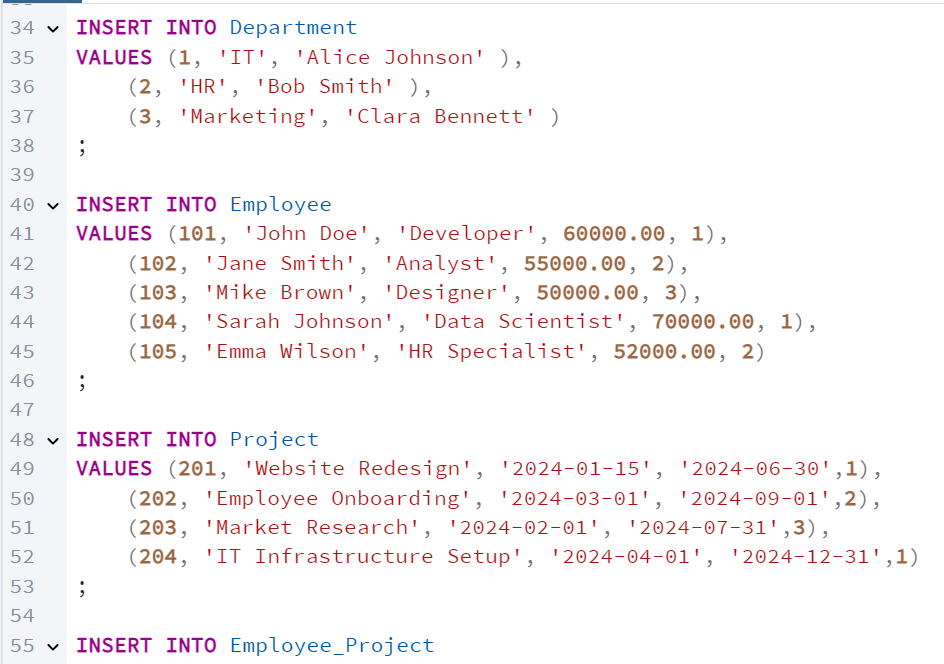 34 INSERT INTO Department
35 VALUES (1, 'IT', 'Alice Johnson' ),
36 (2, 'HR', 'Bob Smith' ),
37 (3, 'Marketing', 'Clara Bennett' )
38 ;
39
40 INSERT INTO Employee
41 VALUES (101, 'John Doe', 'Developer', 60000.00, 1),
42 (102, 'Jane Smith', 'Analyst', 55000.00, 2),
43 (103, 'Mike Brown', 'Designer', 50000.00, 3),
44 (104, 'Sarah Johnson', 'Data Scientist', 70000.00, 1),
45 (105, 'Emma Wilson', 'HR Specialist', 52000.00, 2)
46 ;
47
48 INSERT INTO Project
49 VALUES (201, 'Website Redesign', '2024-01-15', '2024-06-30',1),
50 (202, 'Employee Onboarding', '2024-03-01', '2024-09-01',2),
51 (203, 'Market Research', '2024-02-01', '2024-07-31',3),
52 (204, 'IT Infrastructure Setup', '2024-04-01', '2024-12-31',1)
53 ;
54
55 INSERT INTO Employee_Project